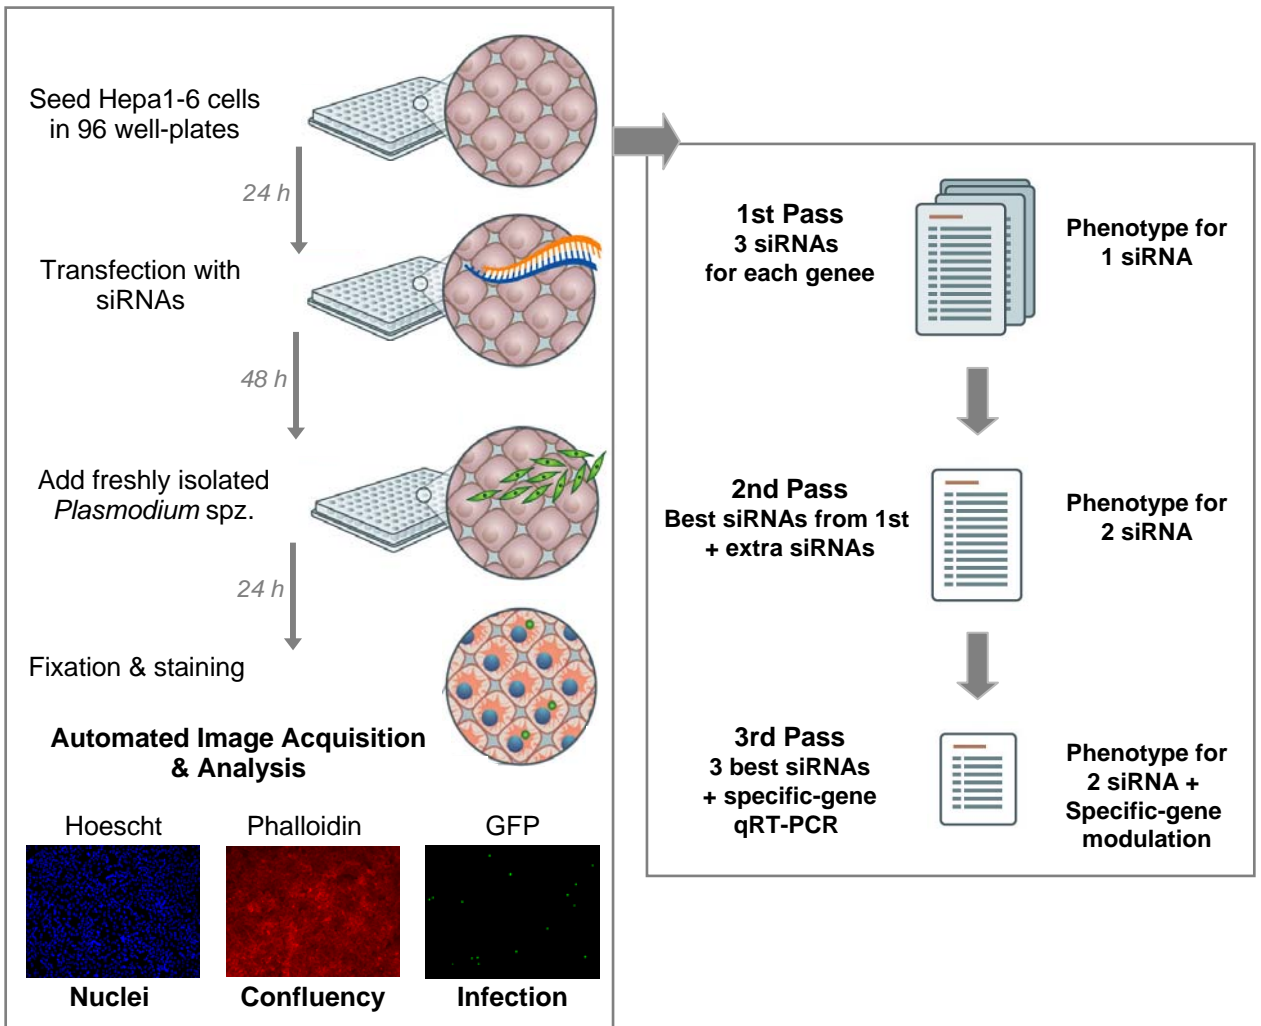 Seed Hepa1-6 cells
in 96 well-plates
24 h
Transfection with
siRNAs
48 h
Add freshly isolated
Plasmodium spz.
24 h
Fixation & staining
Automated Image Acquisition
& Analysis
Hoescht
Phalloidin
GFP
Nuclei
Confluency
Infection
1st Pass
3 siRNAs
for each genee
Phenotype for
1 siRNA
2nd Pass
Best siRNAs from 1st
+ extra siRNAs
Phenotype for
2 siRNA
3rd Pass
3 best siRNAs
+ specific-gene
qRT-PCR
Phenotype for
2 siRNA +
Specific-gene
modulation